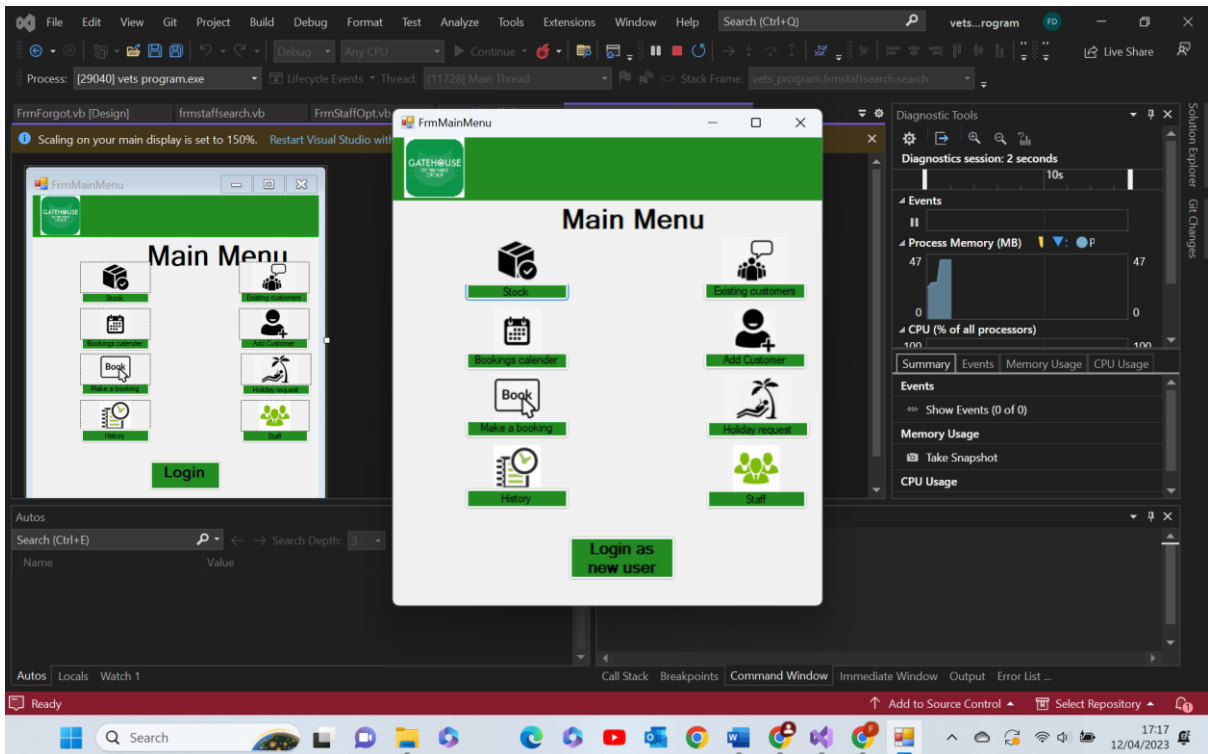 File Edit View Git Project Build Debug Format Test Analyze Tools Extensions Window Help Search (Ctrl+Q) vets...rogram FD
Debug Any CPU Continue Live Share
Process: [29040] vets program.exe Lifecycle Events Thread: [11728] Main Thread Stack Frame: vets_program.frmstaffsearch.search
FrmForgot.vb [Design] frmstaffsearch.vb FrmStaffOpt.vb
Scaling on your main display is set to 150%. Restart Visual Studio with
FrmMainMenu
GATEHOUSE
Main Menu
Stock
Existing customers
Bookings calender
Add Customer
Make a booking
Book
Holiday request
History
Staff
Login
FrmMainMenu
GATEHOUSE
Main Menu
Stock
Existing customers
Bookings calender
Add Customer
Book
Make a booking
Holiday request
History
Staff
Login as
new user
Diagnostic Tools
Diagnostics session: 2 seconds
10s
Events
Process Memory (MB) P
47 47
0 0
CPU (% of all processors)
100 100
Summary Events Memory Usage CPU Usage
Events
Show Events (0 of 0)
Memory Usage
Take Snapshot
CPU Usage
Solution Explorer
Git Changes
Autos
Search (Ctrl+E) Search Depth: 3
Name Value
Autos Locals Watch 1
Call Stack Breakpoints Command Window Immediate Window Output Error List ...
Ready Add to Source Control Select Repository
Search
17:17
12/04/2023